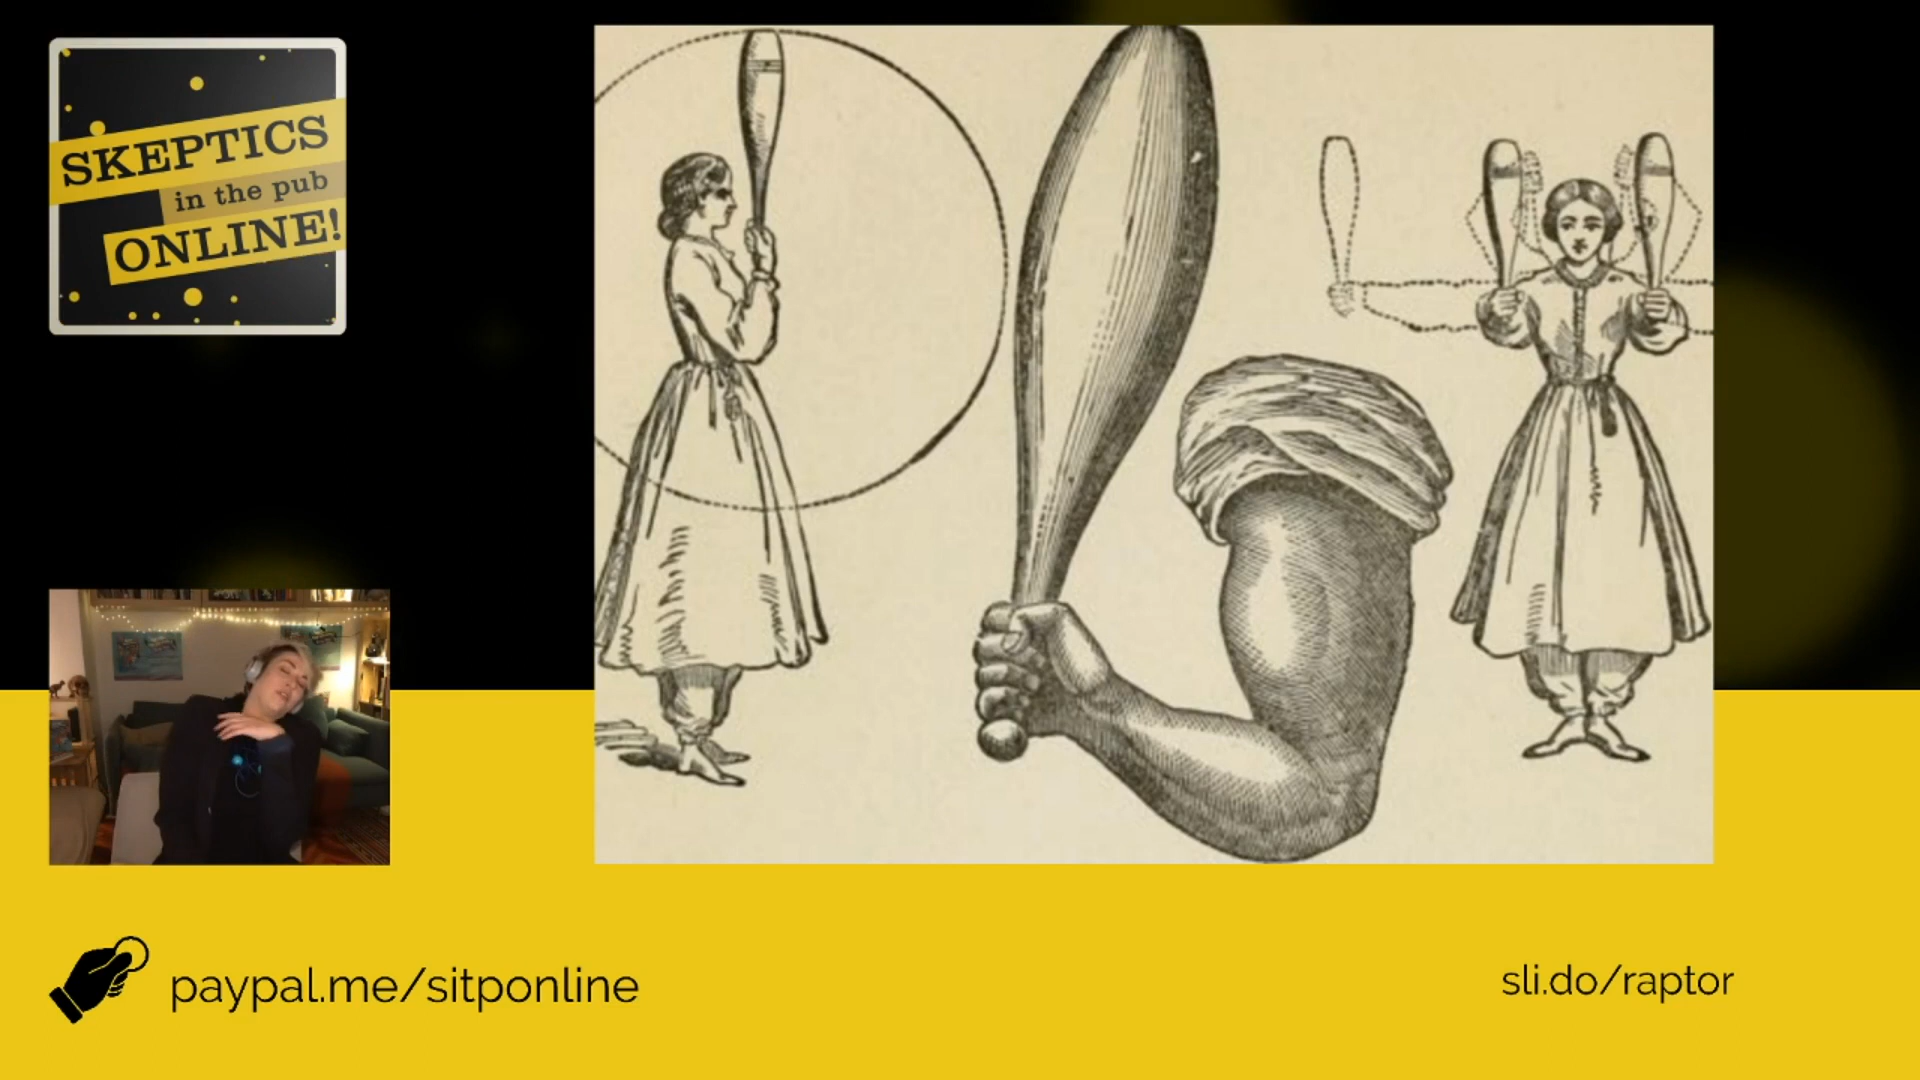 SKEPTICS
in the pub
ONLINE!
paypal.me/sitponline
sli.do/raptor